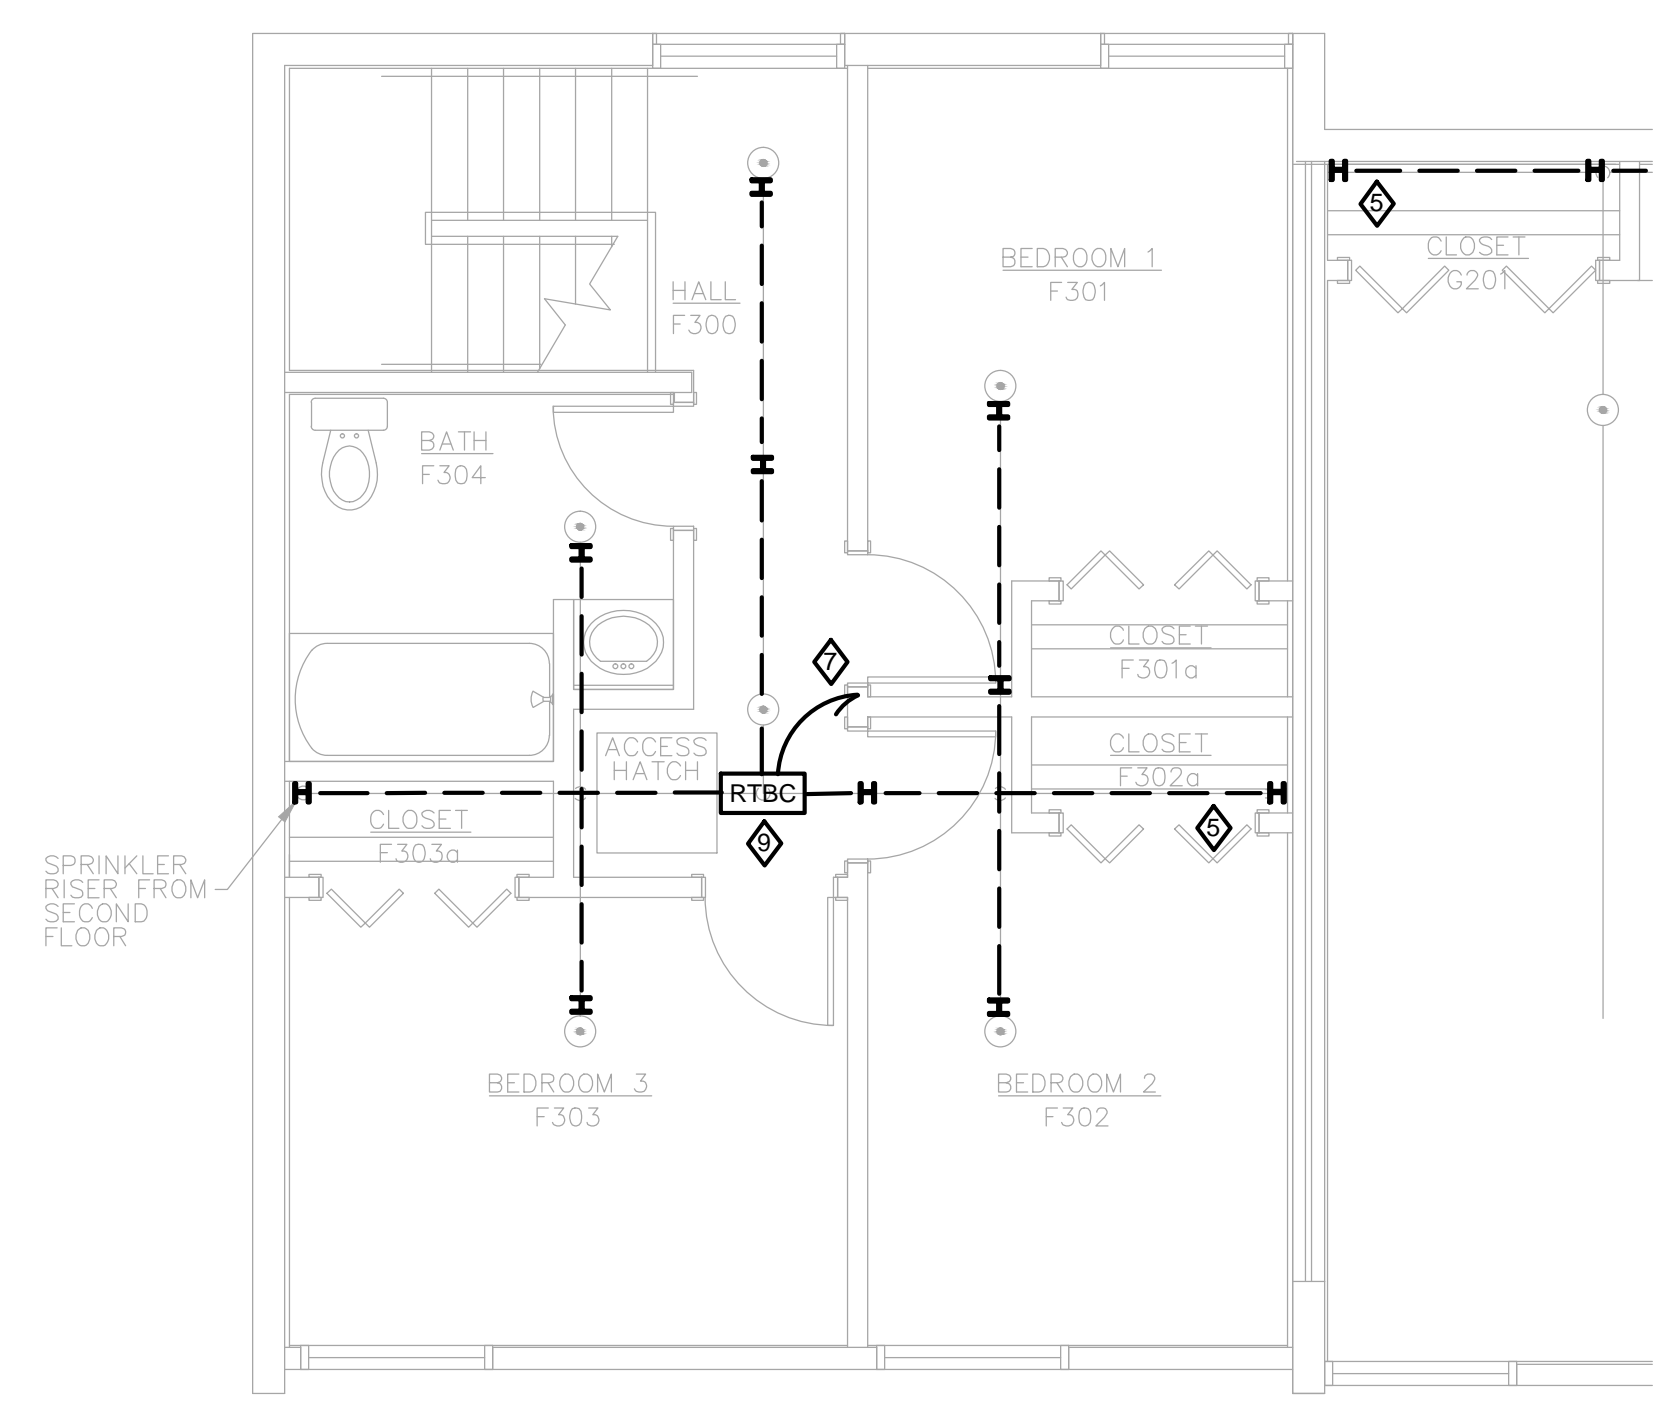 5
CLOSET
G201
BEDROOM 1
F301
HALL
F300
BATH
F304
CLOSET
F301a
7
ACCESS
HATCH
CLOSET
F302a
RTBC
9
5
CLOSET
F303a
SPRINKLER
RISER FROM
SECOND
FLOOR
BEDROOM 3
F303
BEDROOM 2
F302
H
H
H
H
H
H
H
H
H
H
H
H
H